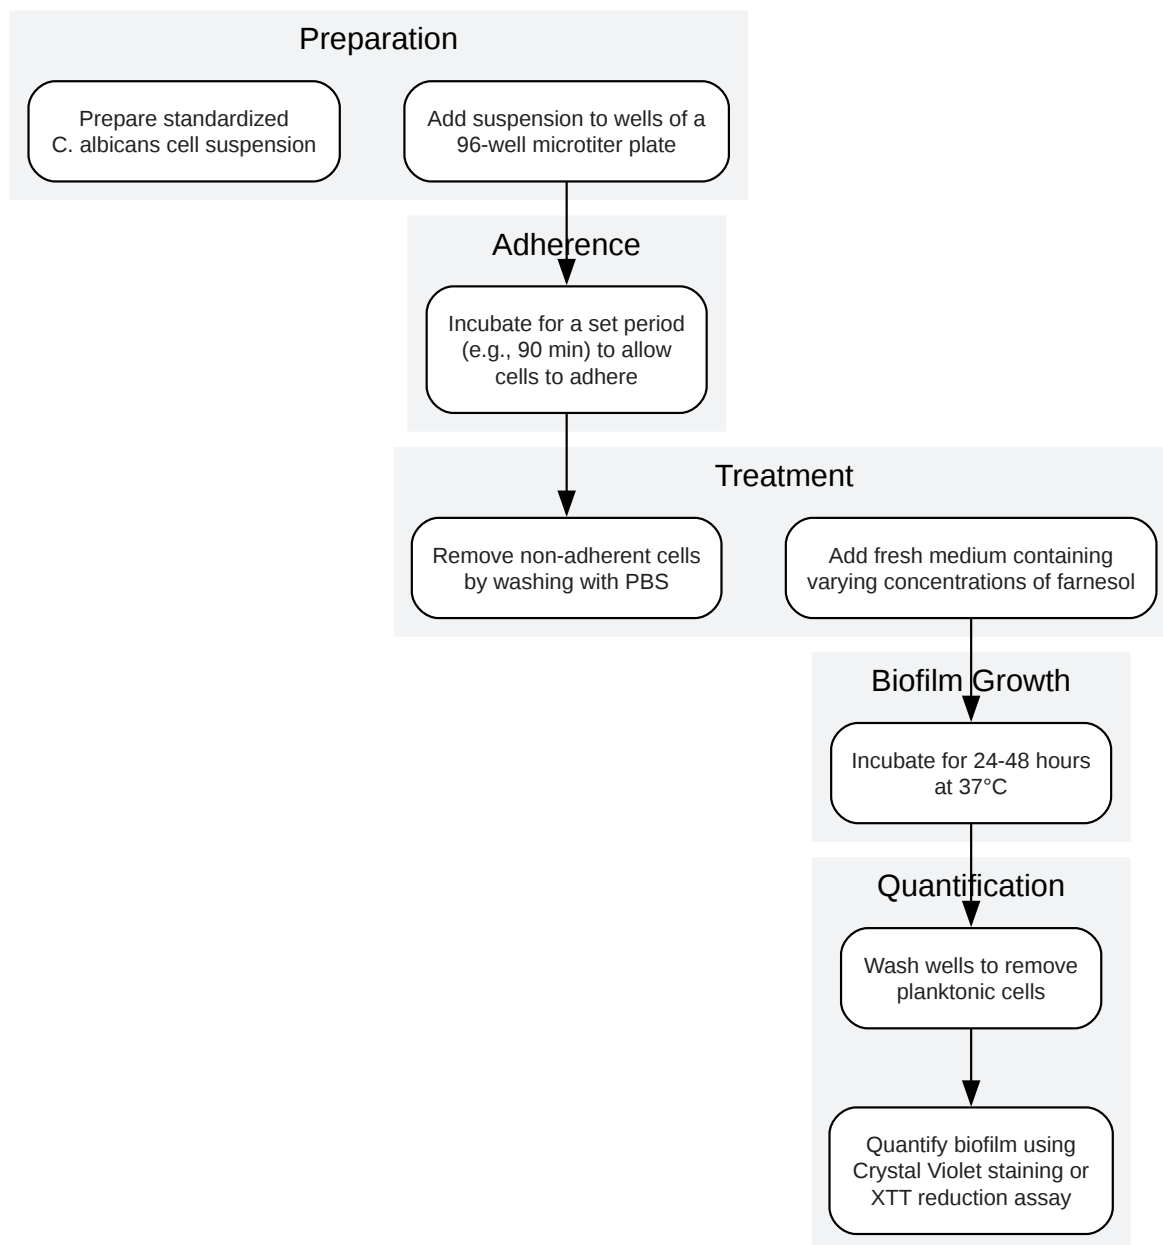 Preparation
Prepare standardized
C. albicans cell suspension
Add suspension to wells of a
96-well microtiter plate
Adherence
Incubate for a set period
(e.g., 90 min) to allow
cells to adhere
Treatment
Remove non-adherent cells
by washing with PBS
Add fresh medium containing
varying concentrations of farnesol
Biofilm Growth
Incubate for 24-48 hours
at 37°C
Quantification
Wash wells to remove
planktonic cells
Quantify biofilm using
Crystal Violet staining or
XTT reduction assay